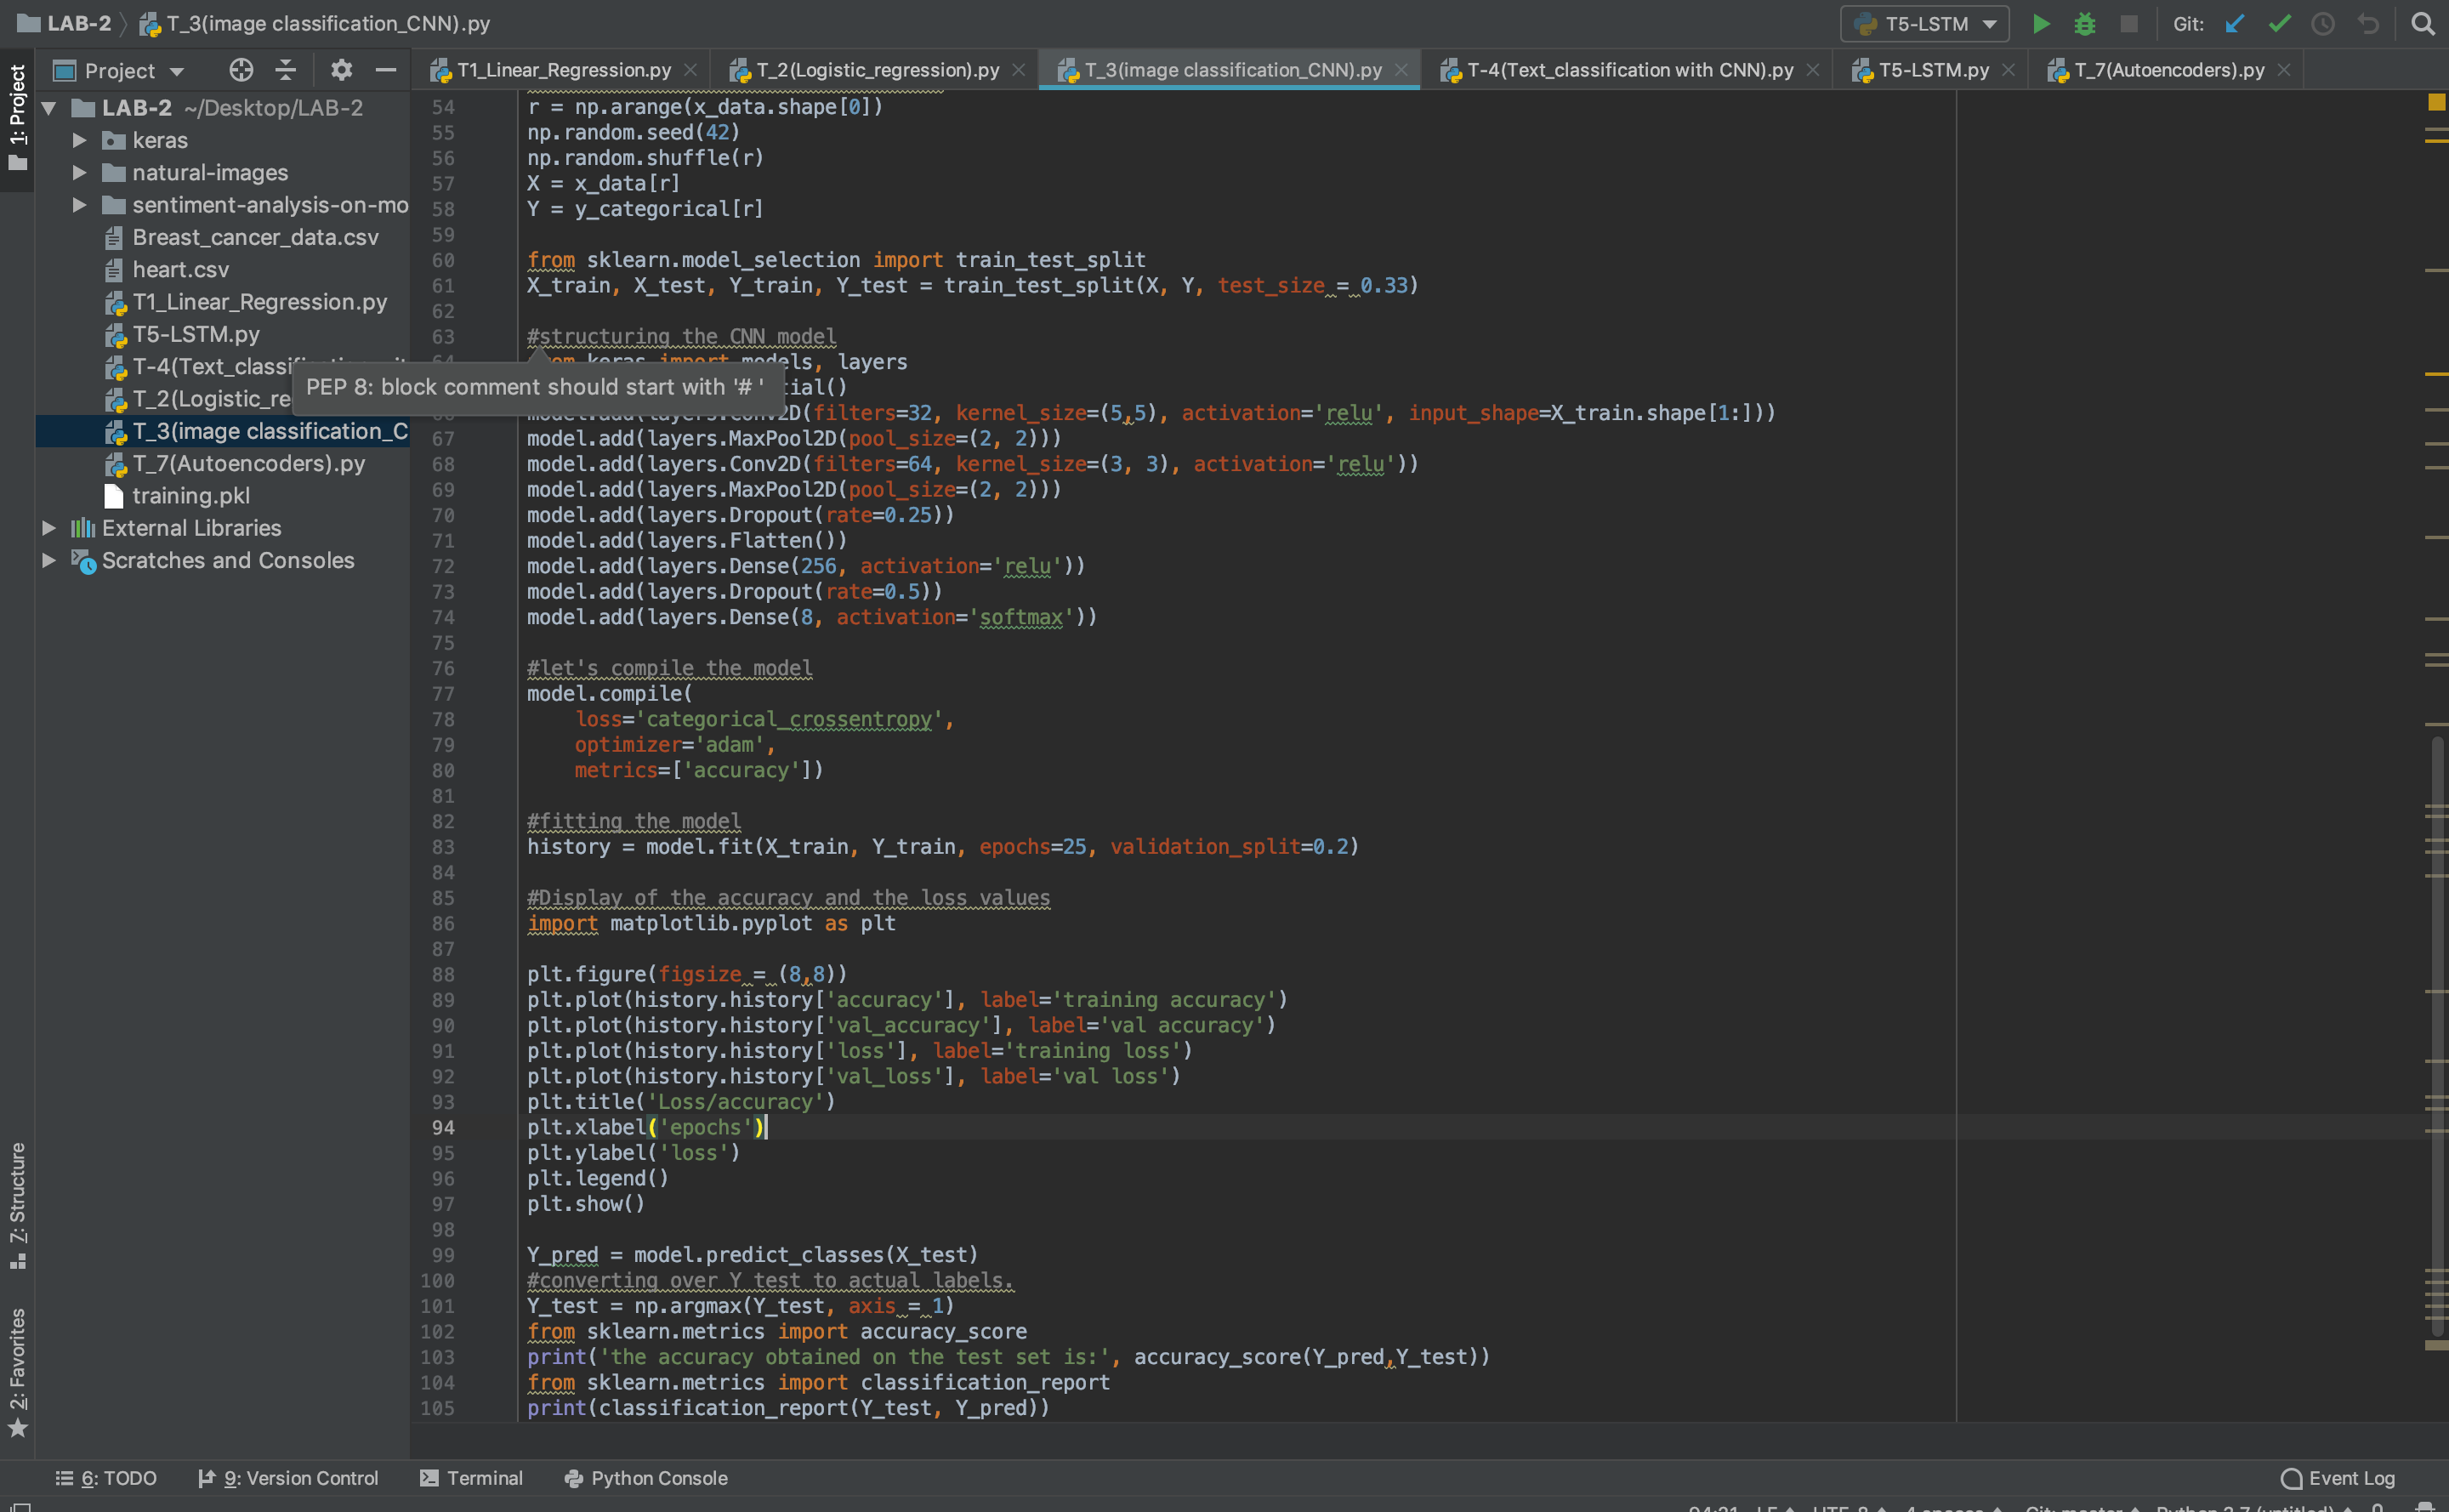 LAB-2 T_3(image classification_CNN).py
T5-LSTM
Git:
1: Project
Project
T1_Linear_Regression.py
T_2(Logistic_regression).py
T_3(image classification_CNN).py
T-4(Text_classification with CNN).py
T5-LSTM.py
T_7(Autoencoders).py
LAB-2 ~/Desktop/LAB-2
keras
natural-images
sentiment-analysis-on-mo
Breast_cancer_data.csv
heart.csv
T1_Linear_Regression.py
T5-LSTM.py
T-4(Text_classi
T_2(Logistic_re
T_3(image classification_C
T_7(Autoencoders).py
training.pkl
External Libraries
Scratches and Consoles
PEP 8: block comment should start with '# '
54 r = np.arange(x_data.shape[0])
55 np.random.seed(42)
56 np.random.shuffle(r)
57 X = x_data[r]
58 Y = y_categorical[r]
59
60 from sklearn.model_selection import train_test_split
61 X_train, X_test, Y_train, Y_test = train_test_split(X, Y, test_size = 0.33)
62
63 #structuring the CNN model
models, layers
ial()
2D(filters=32, kernel_size=(5,5), activation='relu', input_shape=X_train.shape[1:]))
67 model.add(layers.MaxPool2D(pool_size=(2, 2)))
68 model.add(layers.Conv2D(filters=64, kernel_size=(3, 3), activation='relu'))
69 model.add(layers.MaxPool2D(pool_size=(2, 2)))
70 model.add(layers.Dropout(rate=0.25))
71 model.add(layers.Flatten())
72 model.add(layers.Dense(256, activation='relu'))
73 model.add(layers.Dropout(rate=0.5))
74 model.add(layers.Dense(8, activation='softmax'))
75
76 #let's compile the model
77 model.compile(
78 loss='categorical_crossentropy',
79 optimizer='adam',
80 metrics=['accuracy'])
81
82 #fitting the model
83 history = model.fit(X_train, Y_train, epochs=25, validation_split=0.2)
84
85 #Display of the accuracy and the loss values
86 import matplotlib.pyplot as plt
87
88 plt.figure(figsize = (8,8))
89 plt.plot(history.history['accuracy'], label='training accuracy')
90 plt.plot(history.history['val_accuracy'], label='val accuracy')
91 plt.plot(history.history['loss'], label='training loss')
92 plt.plot(history.history['val_loss'], label='val loss')
93 plt.title('Loss/accuracy')
94 plt.xlabel('epochs')
95 plt.ylabel('loss')
96 plt.legend()
97 plt.show()
98
99 Y_pred = model.predict_classes(X_test)
100 #converting over Y test to actual labels.
101 Y_test = np.argmax(Y_test, axis = 1)
102 from sklearn.metrics import accuracy_score
103 print('the accuracy obtained on the test set is:', accuracy_score(Y_pred,Y_test))
104 from sklearn.metrics import classification_report
105 print(classification_report(Y_test, Y_pred))
7: Structure
2: Favorites
6: TODO
9: Version Control
Terminal
Python Console
Event Log